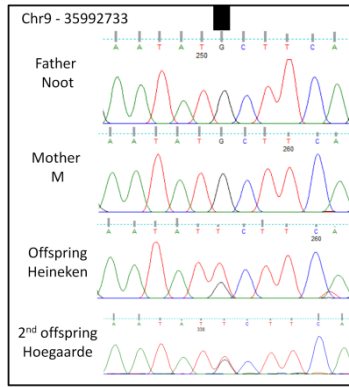 Chr9 - 35992733
A A T A T G C T T C A
250
Father
Noot
A A T A T G C T T C A
260
Mother
M
A A T A T T C T T C A
260
Offspring
Heineken
A A T A T T C T T C A
2nd offspring
Hoegaarde